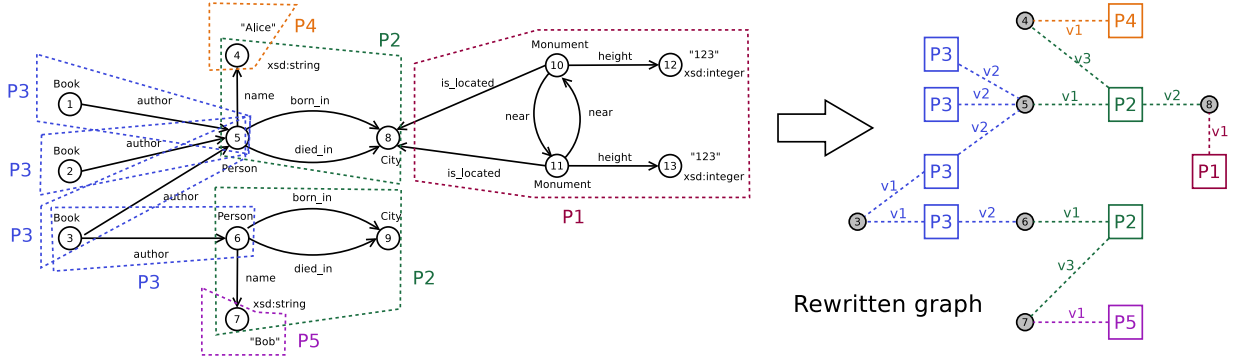 "Alice"
P4
4
xsd:string
P2
name
Book
1
author
P3
born_in
5
Person
died_in
8
City
Book
2
author
P3
Monument
10
height
12
"123"
xsd:integer
is_located
near
near
11
Monument
height
13
"123"
xsd:integer
is_located
P1
Book
3
author
P3
author
P3
Person
6
born_in
City
9
died_in
name
P2
xsd:string
7
"Bob"
P5
4
v1
P4
v3
P3
v2
P3
v2
5
v1
P2
v2
8
v2
v1
P1
P3
v1
3
v1
P3
v2
6
v1
P2
v3
7
v1
P5
Rewritten graph